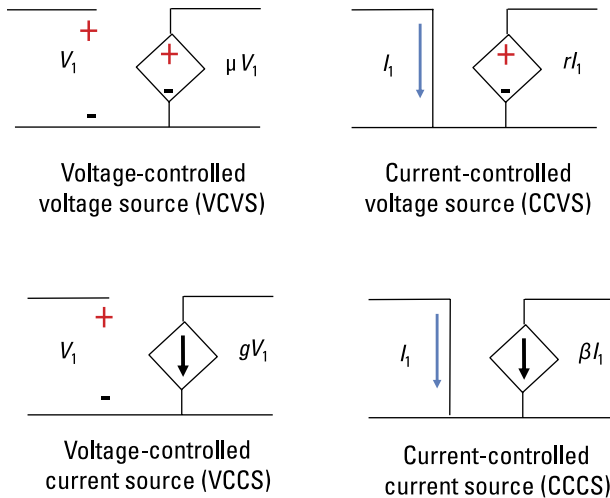 +
V₁
-
+
-
μV₁
Voltage-controlled
voltage source (VCVS)
I₁
+
-
rI₁
Current-controlled
voltage source (CCVS)
+
V₁
-
gV₁
Voltage-controlled
current source (VCCS)
I₁
βI₁
Current-controlled
current source (CCCS)